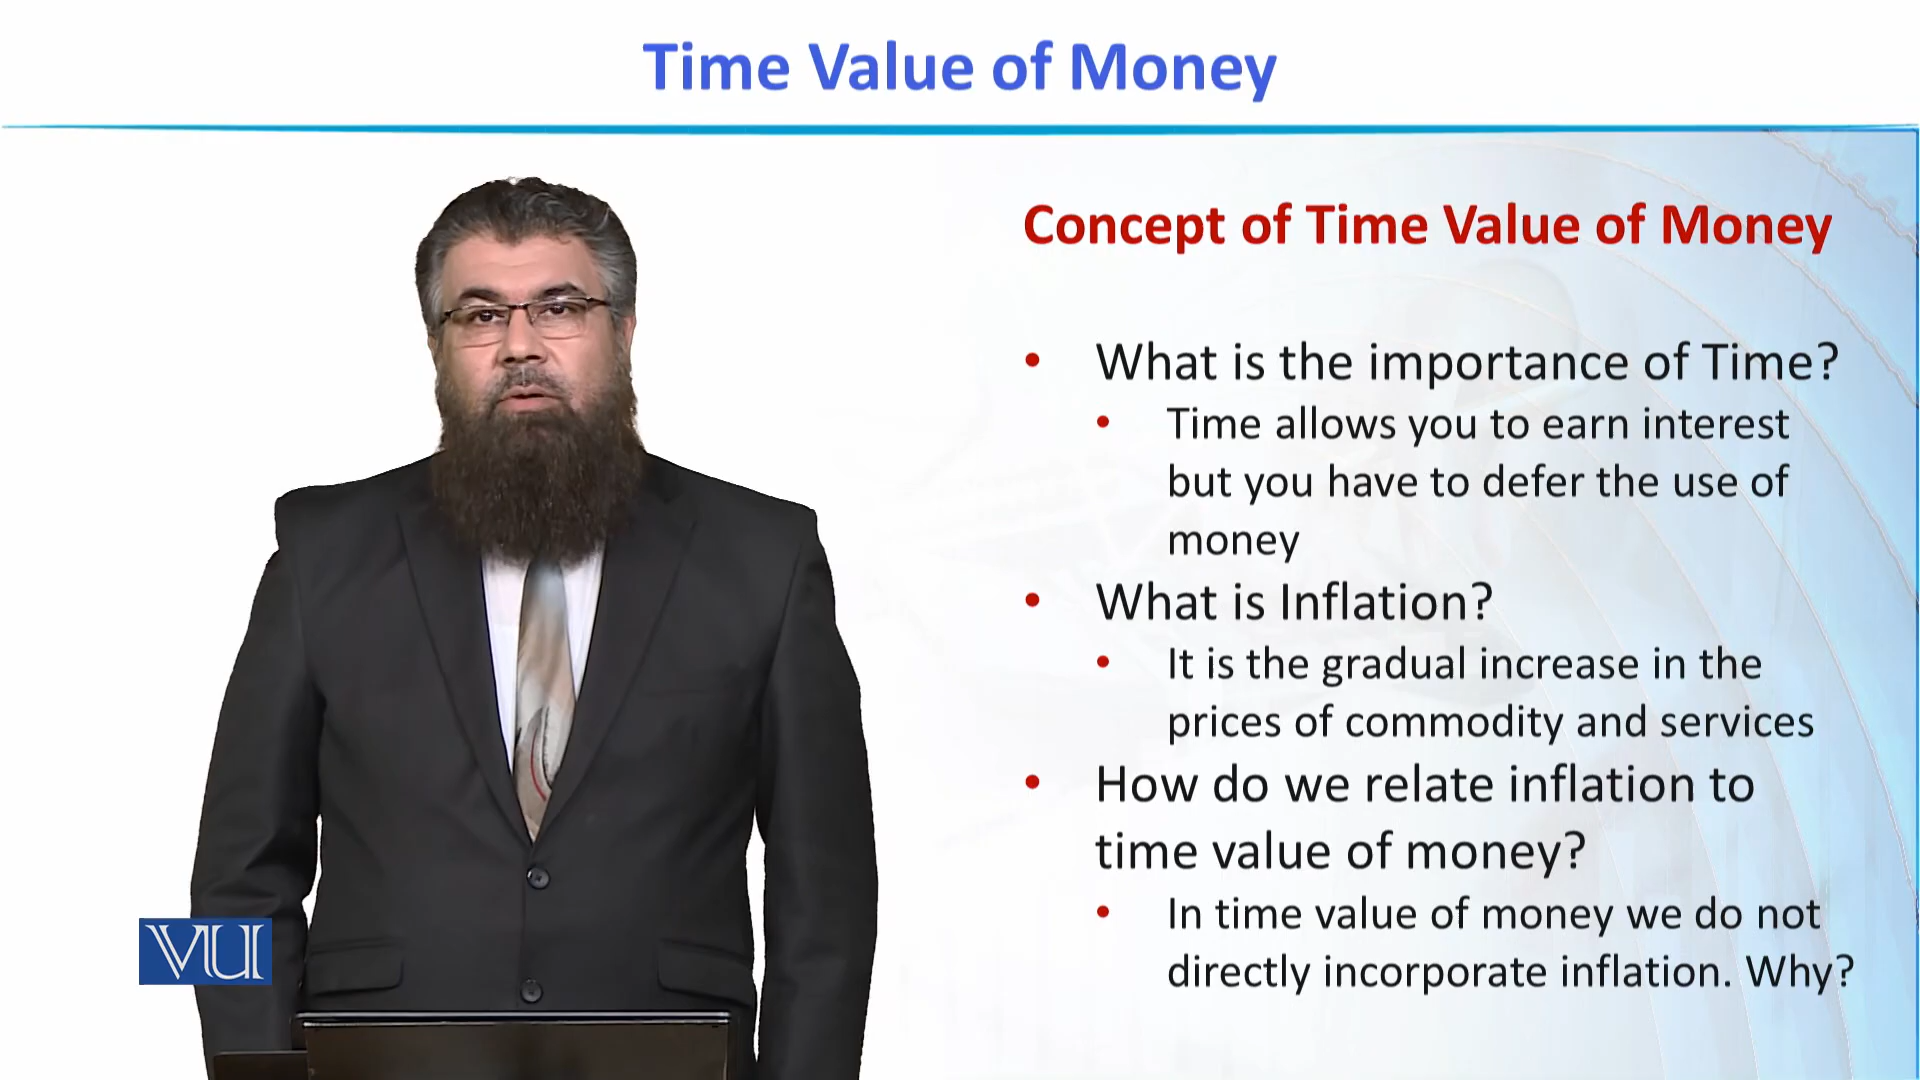 Time Value of Money
Concept of Time Value of Money
• What is the importance of Time?
• Time allows you to earn interest
but you have to defer the use of
money
• What is Inflation?
• It is the gradual increase in the
prices of commodity and services
• How do we relate inflation to
time value of money?
• In time value of money we do not
directly incorporate inflation. Why?
VU